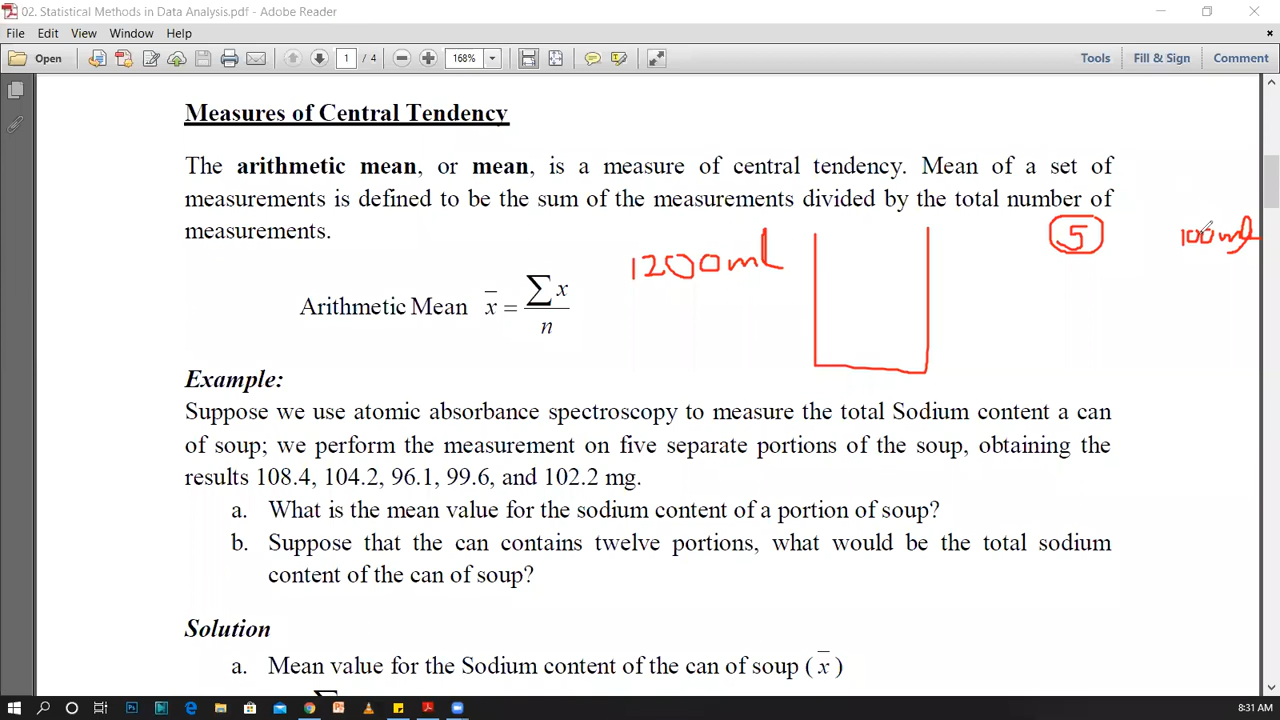 02. Statistical Methods in Data Analysis.pdf - Adobe Reader
File Edit View Window Help
Open 1 / 4 168% Tools Fill & Sign Comment
Measures of Central Tendency
The arithmetic mean, or mean, is a measure of central tendency. Mean of a set of
measurements is defined to be the sum of the measurements divided by the total number of
measurements.
5 100ml
1200ml
Arithmetic Mean x̄ = ∑x / n
Example:
Suppose we use atomic absorbance spectroscopy to measure the total Sodium content a can
of soup; we perform the measurement on five separate portions of the soup, obtaining the
results 108.4, 104.2, 96.1, 99.6, and 102.2 mg.
a. What is the mean value for the sodium content of a portion of soup?
b. Suppose that the can contains twelve portions, what would be the total sodium
content of the can of soup?
Solution
a. Mean value for the Sodium content of the can of soup ( x̄ )
8:31 AM